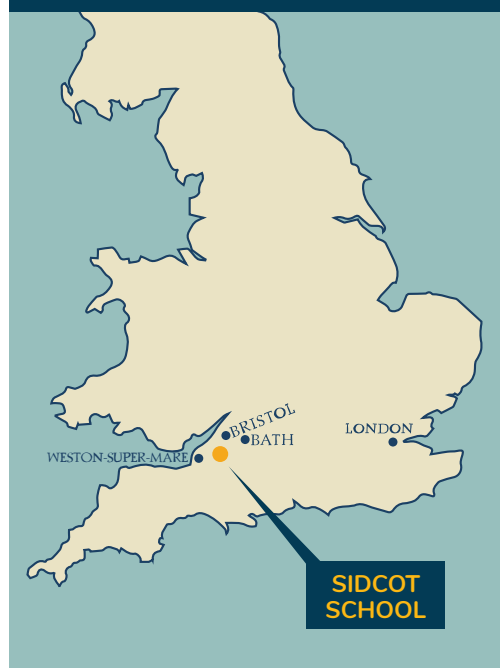 BRISTOL
BATH
LONDON
WESTON-SUPER-MARE
SIDCOT
SCHOOL